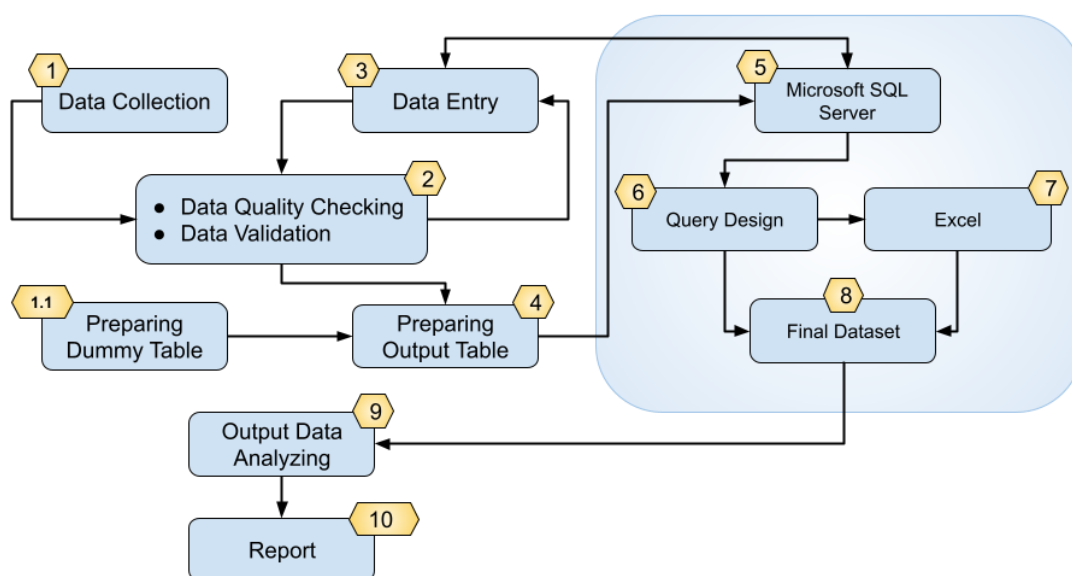 1
Data Collection
3
Data Entry
5
Microsoft SQL
Server
2
● Data Quality Checking
● Data Validation
6
Query Design
7
Excel
1.1
Preparing
Dummy Table
4
Preparing
Output Table
8
Final Dataset
9
Output Data
Analyzing
10
Report